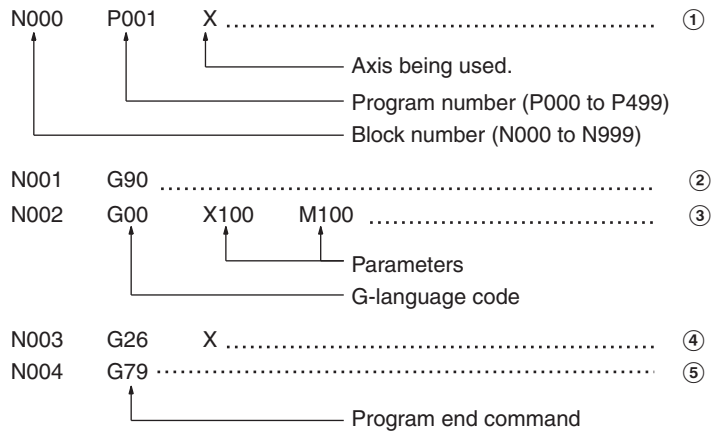 N000 P001 X ①
Axis being used.
Program number (P000 to P499)
Block number (N000 to N999)
N001 G90 ②
N002 G00 X100 M100 ③
Parameters
G-language code
N003 G26 X ④
N004 G79 ⑤
Program end command